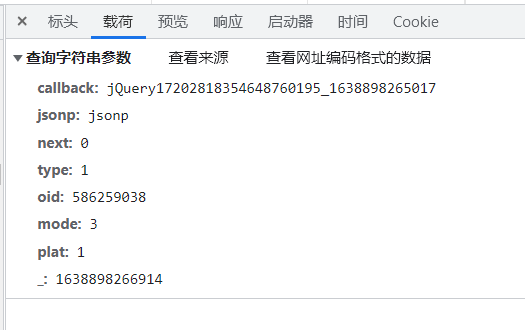 ✕ 标头 载荷 预览 响应 启动器 时间 Cookie
▼查询字符串参数 查看来源 查看网址编码格式的数据
callback: jQuery17202818354648760195_1638898265017
jsonp: jsonp
next: 0
type: 1
oid: 586259038
mode: 3
plat: 1
_: 1638898266914